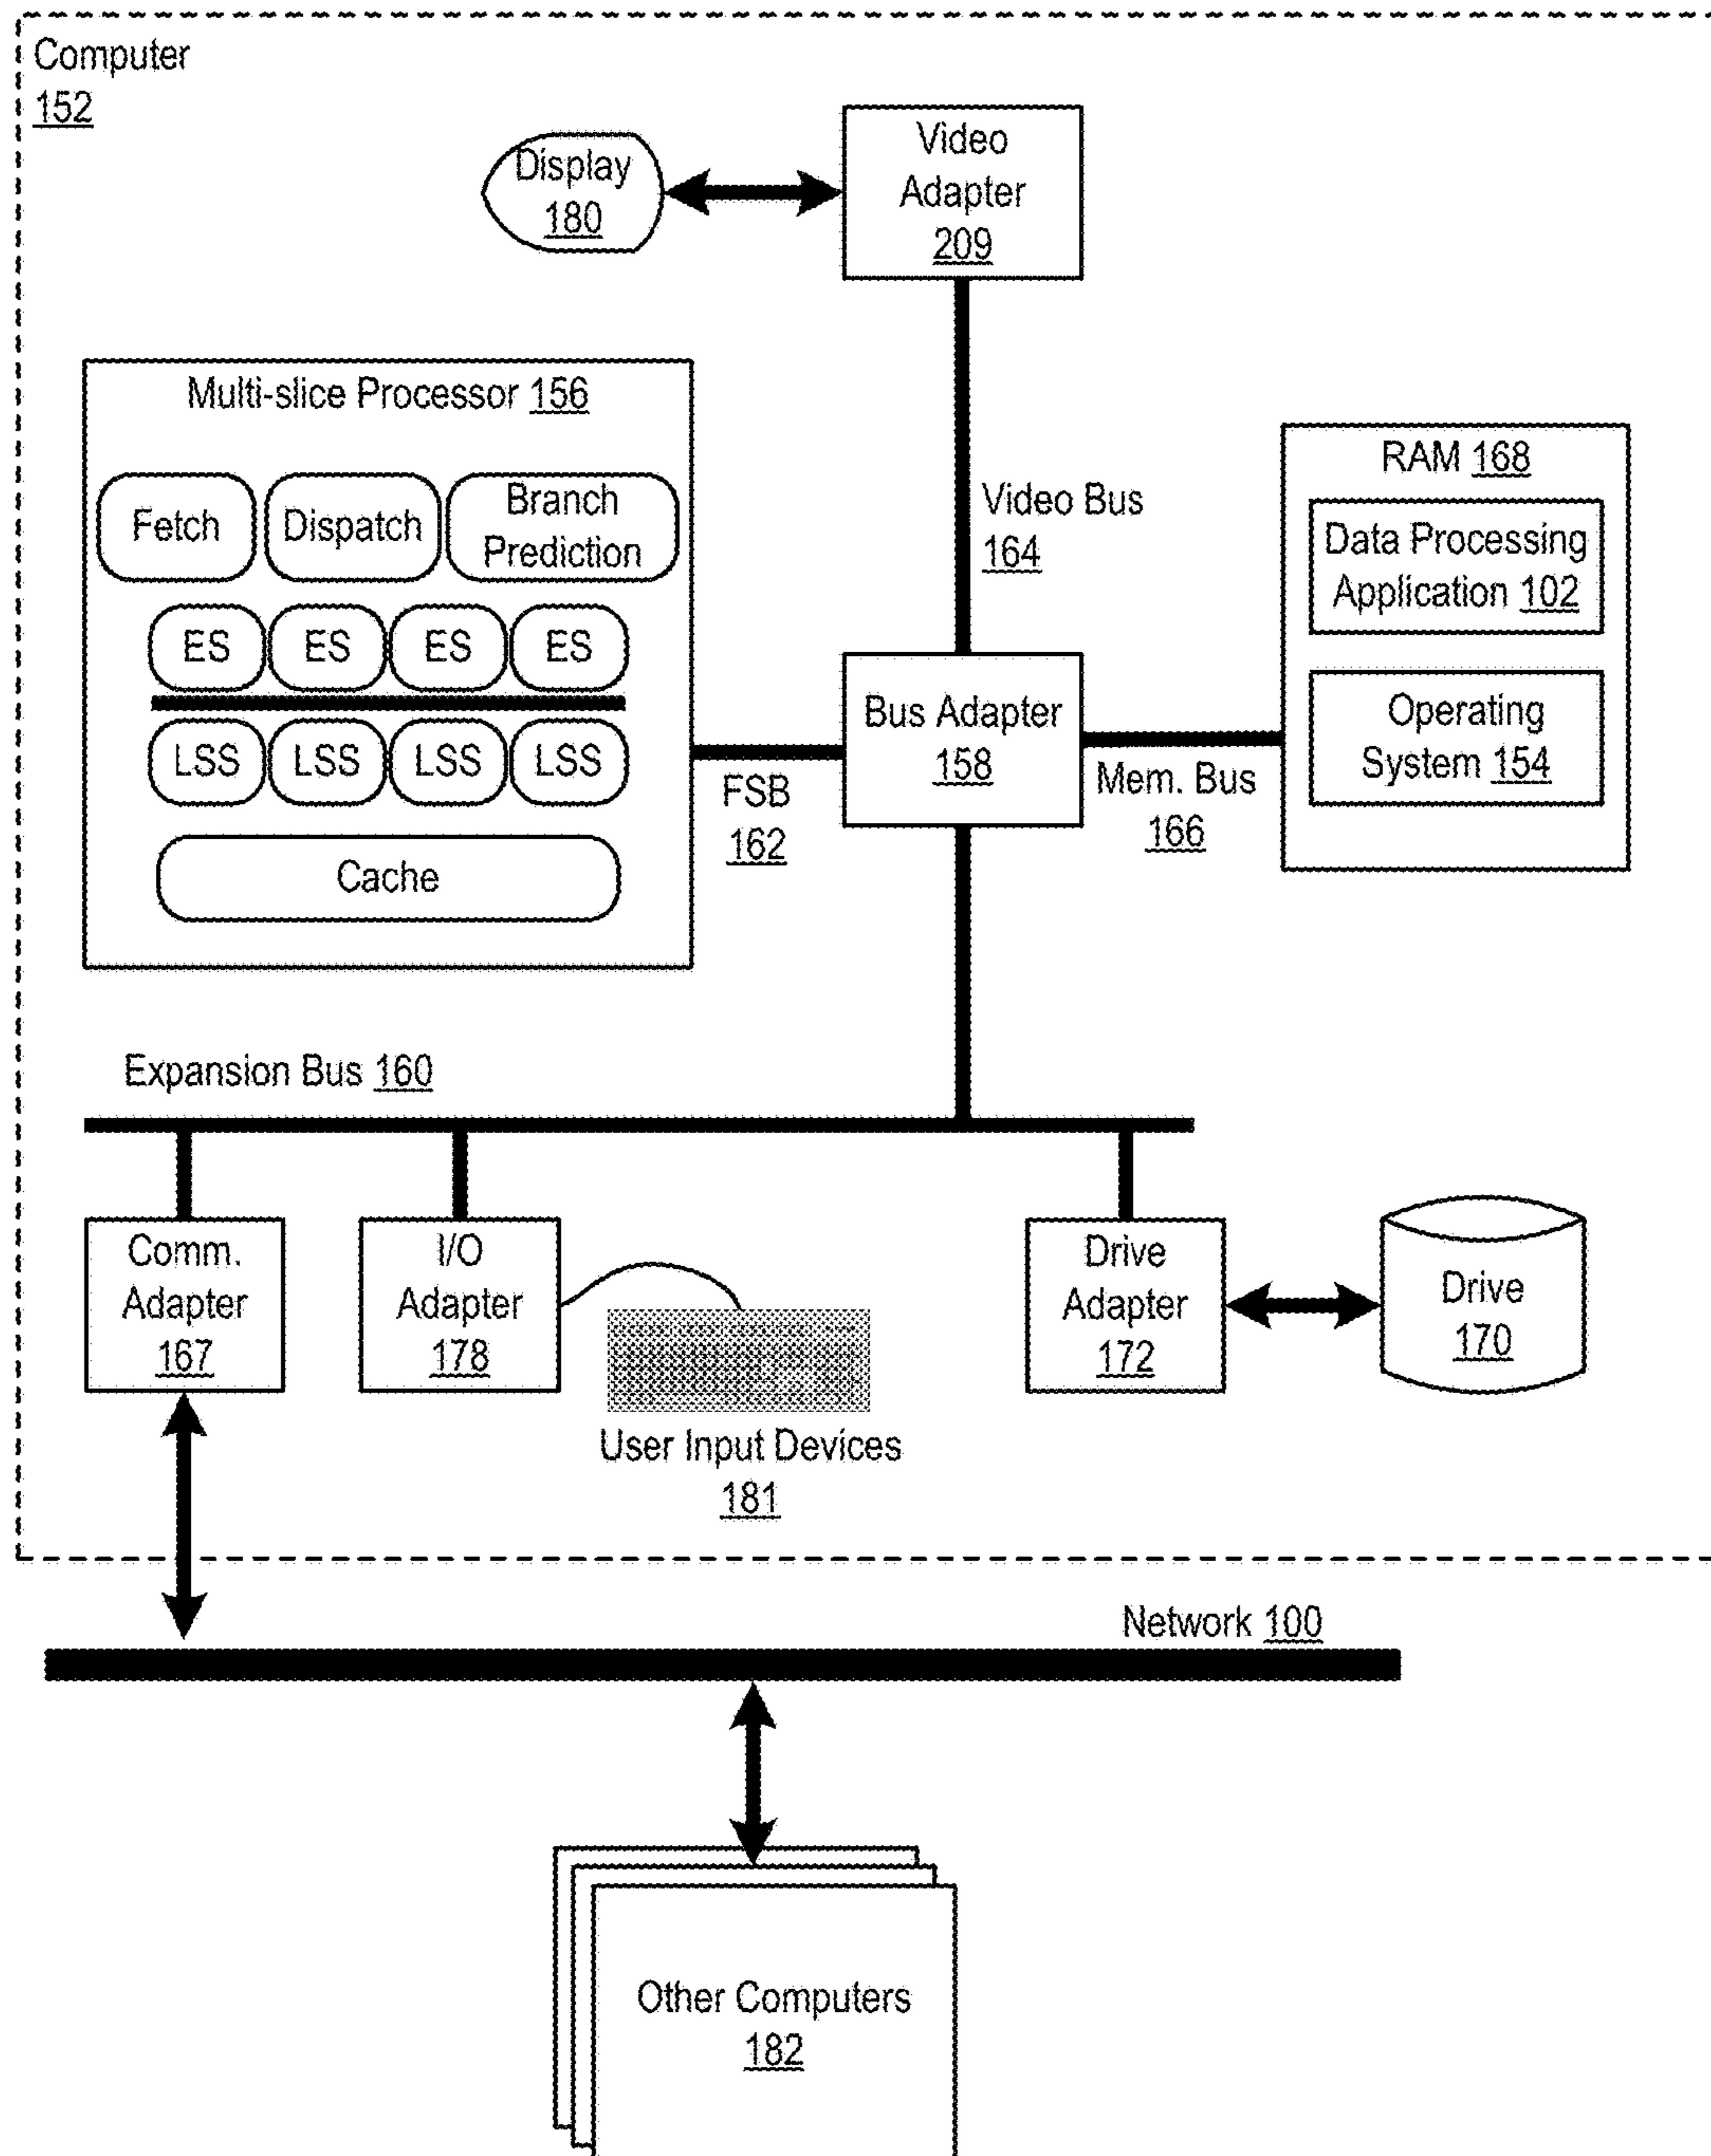 Computer
152
Display
180
Video
Adapter
209
Multi-slice Processor 156
Fetch
Dispatch
Branch
Prediction
ES
ES
ES
ES
LSS
LSS
LSS
LSS
Cache
Video Bus
164
RAM 168
Data Processing
Application 102
Operating
System 154
Bus Adapter
158
FSB
162
Mem. Bus
166
Expansion Bus 160
Comm.
Adapter
167
I/O
Adapter
178
User Input Devices
181
Drive
Adapter
172
Drive
170
Network 100
Other Computers
182